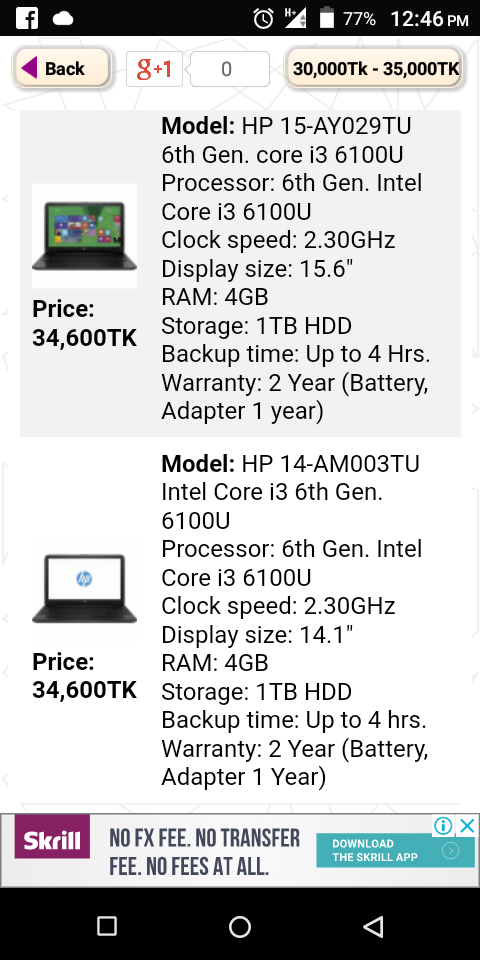 77% 12:46 PM
Back
g+1
0
30,000Tk - 35,000TK
Model: HP 15-AY029TU
6th Gen. core i3 6100U
Processor: 6th Gen. Intel
Core i3 6100U
Clock speed: 2.30GHz
Display size: 15.6"
RAM: 4GB
Storage: 1TB HDD
Backup time: Up to 4 Hrs.
Warranty: 2 Year (Battery,
Adapter 1 year)
Price:
34,600TK
Model: HP 14-AM003TU
Intel Core i3 6th Gen.
6100U
Processor: 6th Gen. Intel
Core i3 6100U
Clock speed: 2.30GHz
Display size: 14.1"
RAM: 4GB
Storage: 1TB HDD
Backup time: Up to 4 hrs.
Warranty: 2 Year (Battery,
Adapter 1 Year)
hp
Price:
34,600TK
Skrill
NO FX FEE. NO TRANSFER
FEE. NO FEES AT ALL.
DOWNLOAD
THE SKRILL APP